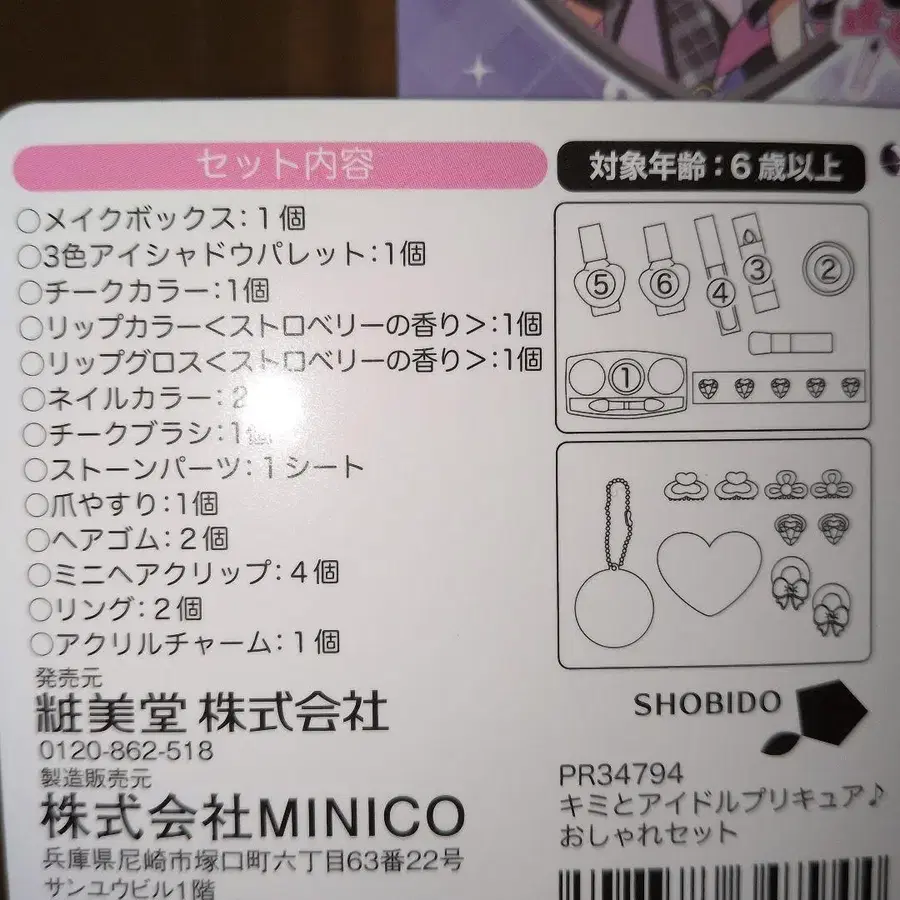 セット内容
○メイクボックス：1個
○3色アイシャドウパレット：1個
○チークカラー：1個
○リップカラー<ストロベリーの香り>：1個
○リップグロス<ストロベリーの香り>：1個
○ネイルカラー：2
○チークブラシ：1個
○ストーンパーツ：1シート
○爪やすり：1個
○ヘアゴム：2個
○ミニヘアクリップ：4個
○リング：2個
○アクリルチャーム：1個
発売元
粧美堂 株式会社
0120-862-518
製造販売元
株式会社MINICO
兵庫県尼崎市塚口町六丁目63番22号
サンユウビル1階
対象年齢：6歳以上
⑤
⑥
④
③
②
①
SHOBIDO
PR34794
キミとアイドルプリキュア♪
おしゃれセット